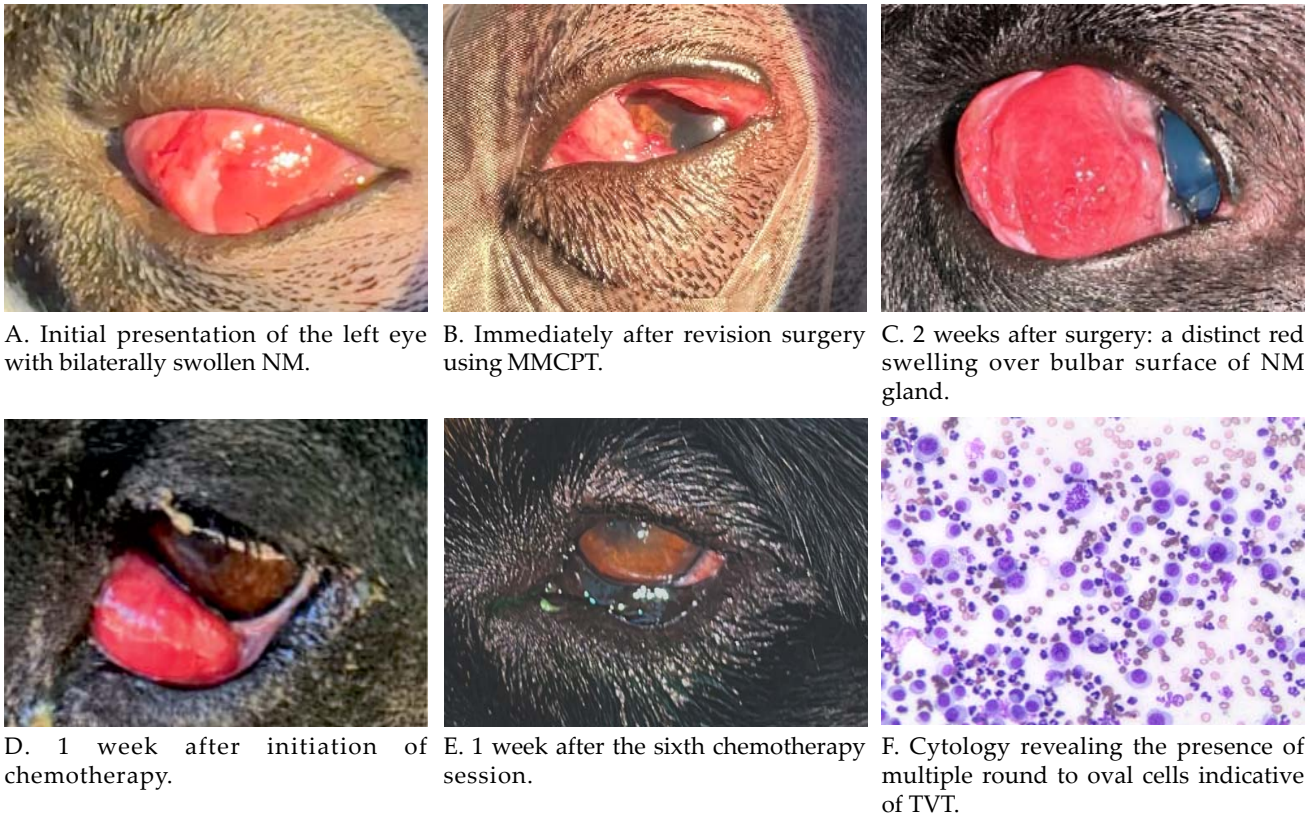 A. Initial presentation of the left eye
with bilaterally swollen NM.
B. Immediately after revision surgery
using MMCPT.
C. 2 weeks after surgery: a distinct red
swelling over bulbar surface of NM
gland.
D. 1 week after initiation of
chemotherapy.
E. 1 week after the sixth chemotherapy
session.
F. Cytology revealing the presence of
multiple round to oval cells indicative
of TVT.